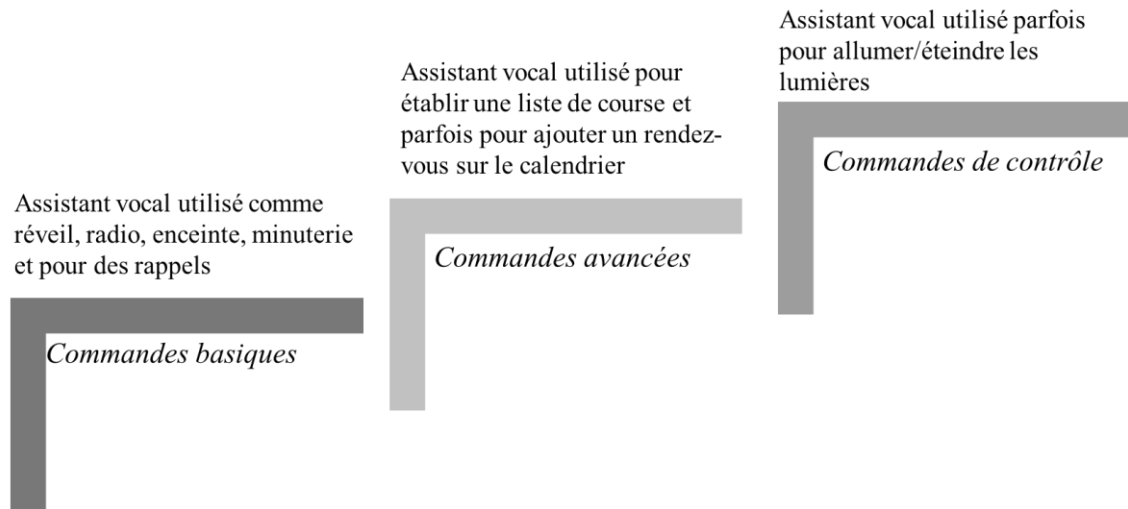 Assistant vocal utilisé comme
réveil, radio, enceinte, minuterie
et pour des rappels
Commandes basiques
Assistant vocal utilisé pour
établir une liste de course et
parfois pour ajouter un rendez-
vous sur le calendrier
Commandes avancées
Assistant vocal utilisé parfois
pour allumer/éteindre les
lumières
Commandes de contrôle